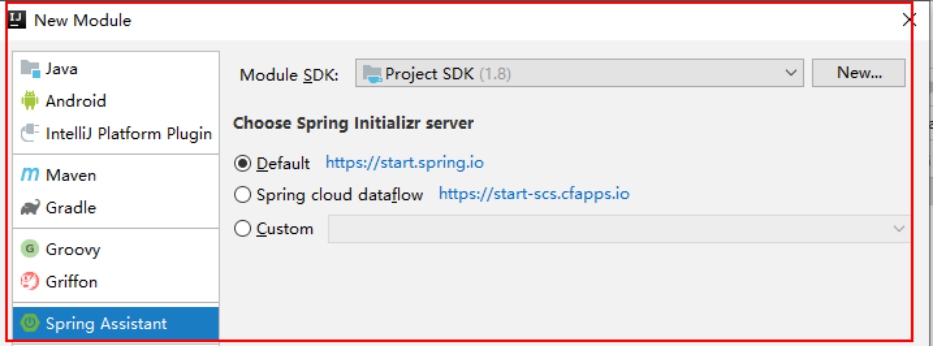 New Module
Java
Android
IntelliJ Platform Plugin
Maven
Gradle
Groovy
Griffon
Spring Assistant
Module SDK: Project SDK (1.8) New...
Choose Spring Initializr server
Default https://start.spring.io
Spring cloud dataflow https://start-scs.cfapps.io
Custom